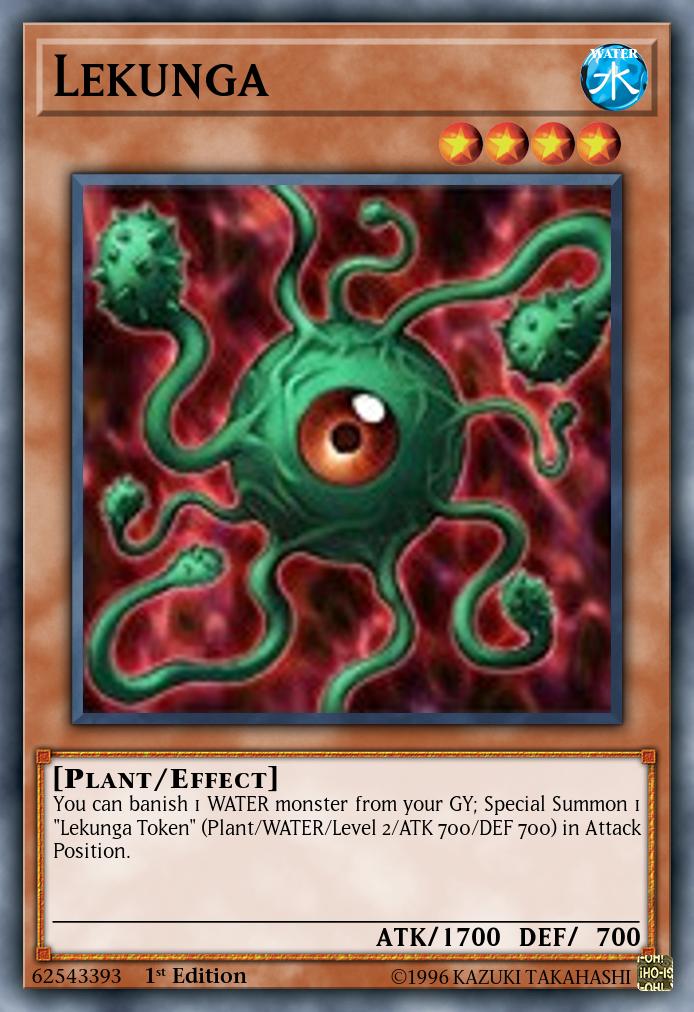 LEKUNGA
WATER
水
[PLANT/EFFECT]
You can banish 1 WATER monster from your GY; Special Summon 1
"Lekunga Token" (Plant/WATER/Level 2/ATK 700/DEF 700) in Attack
Position.
ATK/1700 DEF/ 700
62543393 1st Edition ©1996 KAZUKI TAKAHASHI